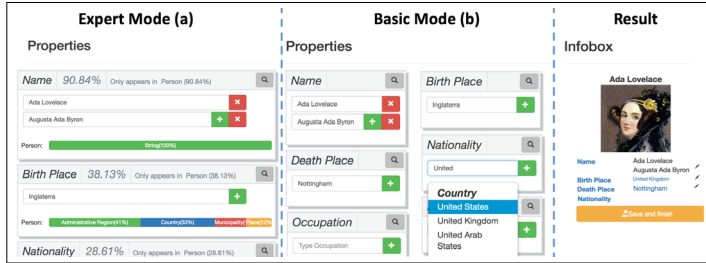 Expert Mode (a)
Properties
Name 90.84% Only appears in Person (90.84%)
Ada Lovelace
Augusta Ada Byron
Person: String(100%)
Birth Place 38.13% Only appears in Person(38.13%)
Inglaterra
Person: Administrative Region(41%) Country(33%) Municipality Place(12%
Nationality 28.61% Only appears in Person (28.61%)
Basic Mode (b)
Properties
Name
Ada Lovelace
Augusta Ada Byron
Death Place
Nottingham
Occupation
Type Occupation
Birth Place
Inglaterra
Nationality
United
Country
United States
United Kingdom
United Arab
States
Result
Infobox
Ada Lovelace
Name Ada Lovelace
Augusta Ada Byron
Birth Place United Kingdom
Death Place Nottingham
Nationality
Save and finish